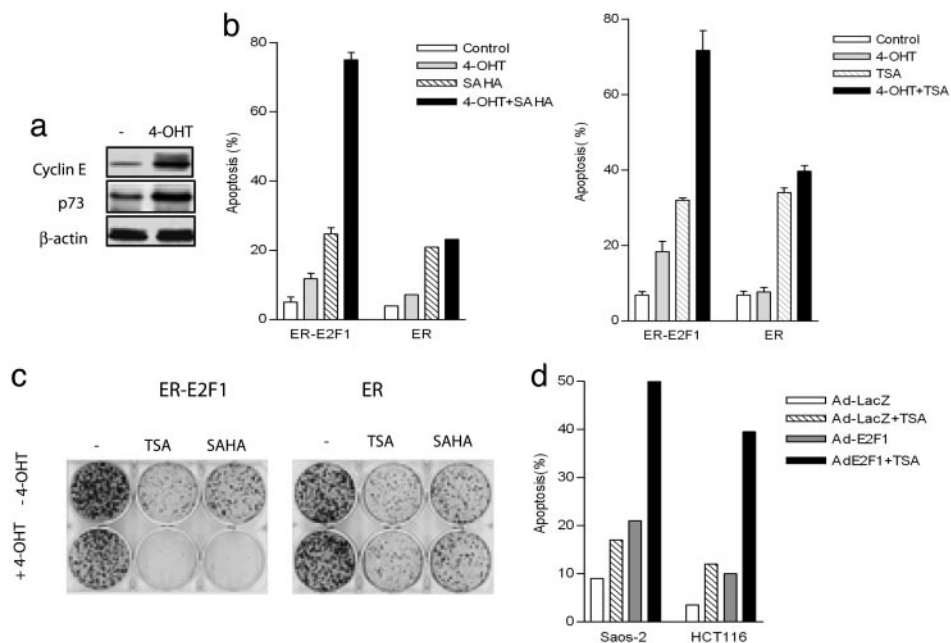 a
- 4-OHT
Cyclin E
p73
β-actin
b
80
60
40
20
0
Apoptosis (%)
Control
4-OHT
SAHA
4-OHT+SAHA
ER-E2F1 ER
80
60
40
20
0
Apoptosis( %)
Control
4-OHT
TSA
4-OHT+TSA
ER-E2F1 ER
c
ER-E2F1 ER
- TSA SAHA - TSA SAHA
- 4-OHT
+ 4-OHT
d
50
40
30
20
10
0
Apoptosis(%)
Ad-LacZ
Ad-LacZ+TSA
Ad-E2F1
AdE2F1+TSA
Saos-2 HCT116